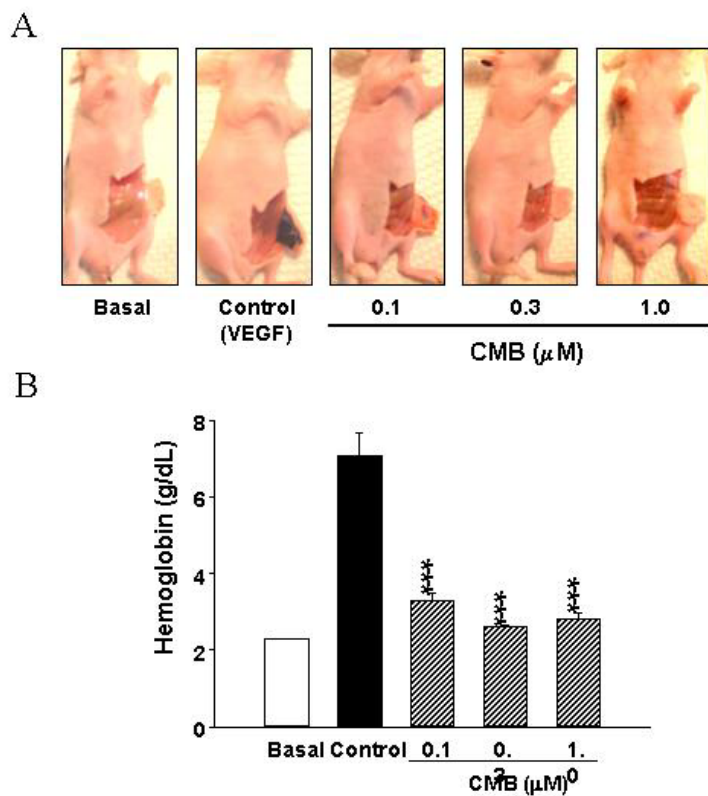 A
Basal Control 0.1 0.3 1.0
(VEGF)
CMB (μM)
B
Hemoglobin (g/dL)
8
6
4
2
0
***
***
***
Basal Control 0.1 0. 1.
3 0
CMB (μM)